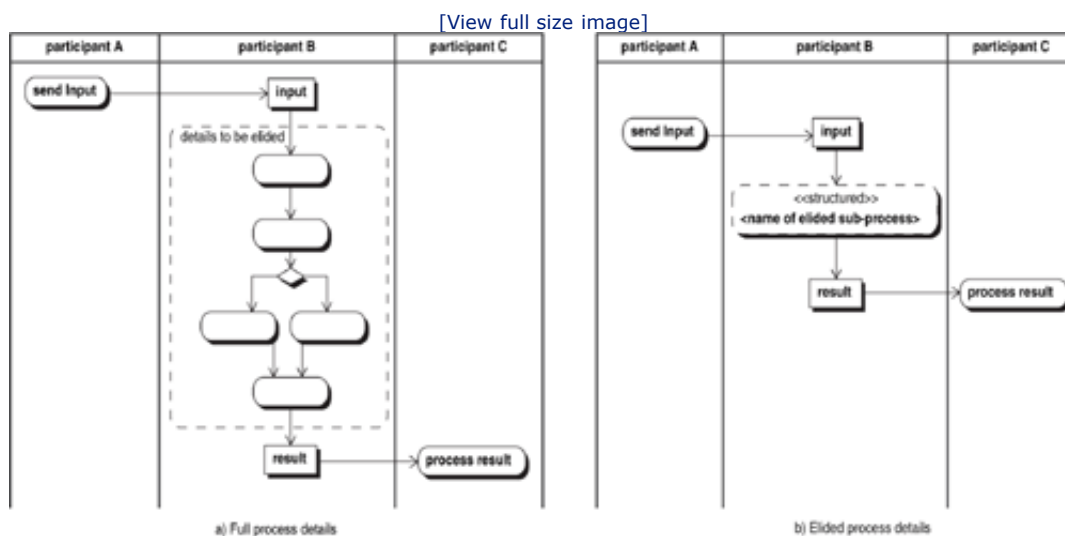 [View full size image]
participant A
participant B
participant C
send Input
input
details to be elided
result
process result
a) Full process details
participant A
participant B
participant C
send Input
input
<<structured>>
<name of elided sub-process>
result
process result
b) Elided process details